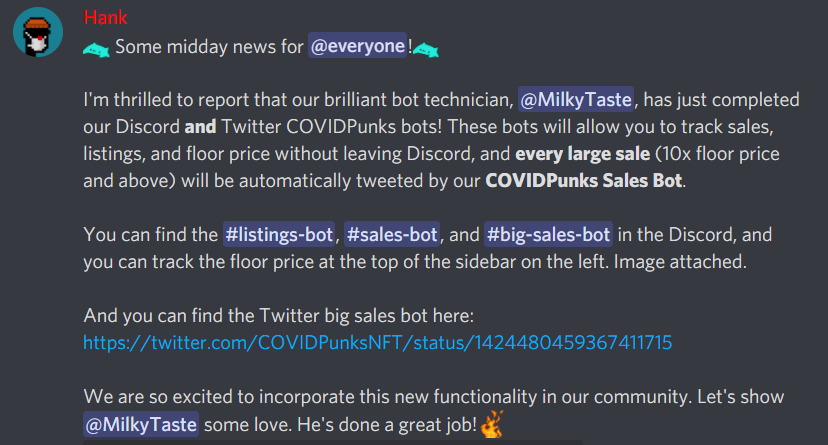 Hank
Some midday news for @everyone!
I'm thrilled to report that our brilliant bot technician, @MilkyTaste, has just completed
our Discord and Twitter COVIDPunks bots! These bots will allow you to track sales,
listings, and floor price without leaving Discord, and every large sale (10x floor price
and above) will be automatically tweeted by our COVIDPunks Sales Bot.
You can find the #listings-bot, #sales-bot, and #big-sales-bot in the Discord, and
you can track the floor price at the top of the sidebar on the left. Image attached.
And you can find the Twitter big sales bot here:
https://twitter.com/COVIDPunksNFT/status/1424480459367411715
We are so excited to incorporate this new functionality in our community. Let's show
@MilkyTaste some love. He's done a great job!